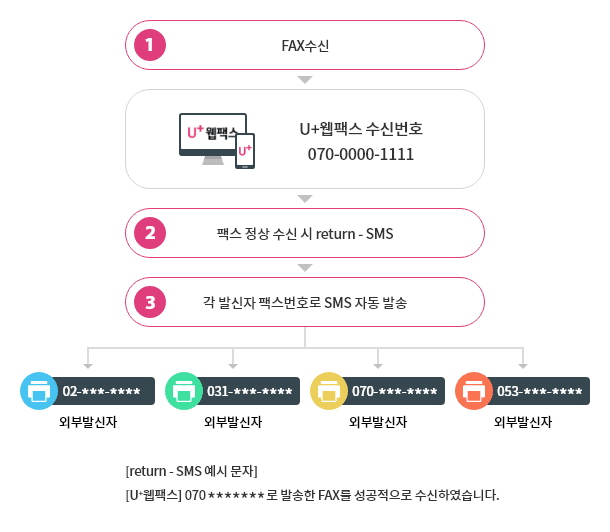 1
FAX수신
U+웹팩스
U+
U+웹팩스 수신번호
070-0000-1111
2
팩스 정상 수신 시 return - SMS
3
각 발신자 팩스번호로 SMS 자동 발송
02-***-****
031-***-****
070-***-****
053-***-****
외부발신자
외부발신자
외부발신자
외부발신자
[return - SMS 예시 문자]
[U+웹팩스] 070 ******* 로 발송한 FAX를 성공적으로 수신하였습니다.